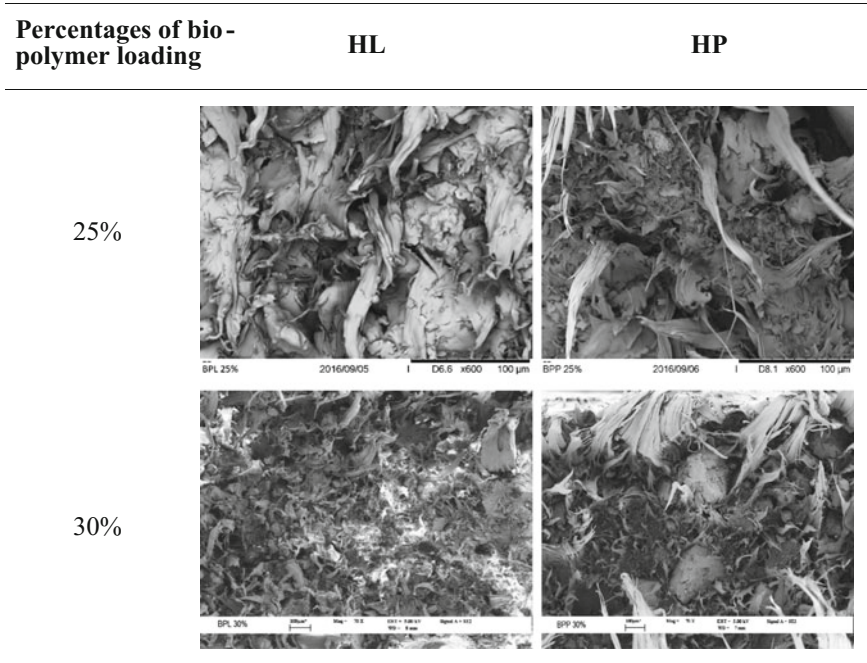 Percentages of bio-
polymer loading
HL
HP
25%
BPL 25% 2016/09/05 D6.6 x600 100 µm
BPP 25% 2016/09/06 D8.1 x600 100 µm
30%
BPL 30%
BPP 30%